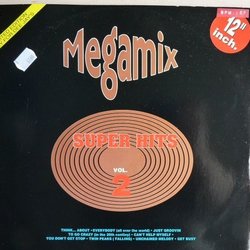 Megamix
12" inch.
SUPER HITS
VOL.
2
THINK... ABOUT • EVERYBODY (all over the world) • JUST GROOVIN
TO GO CRAZY (in the 20th century) • CAN'T HELP MYSELF •
YOU DON'T GET STOP • TWIN PEAKS ( FALLING) • UNCHAINED MELODY • GET BUSY